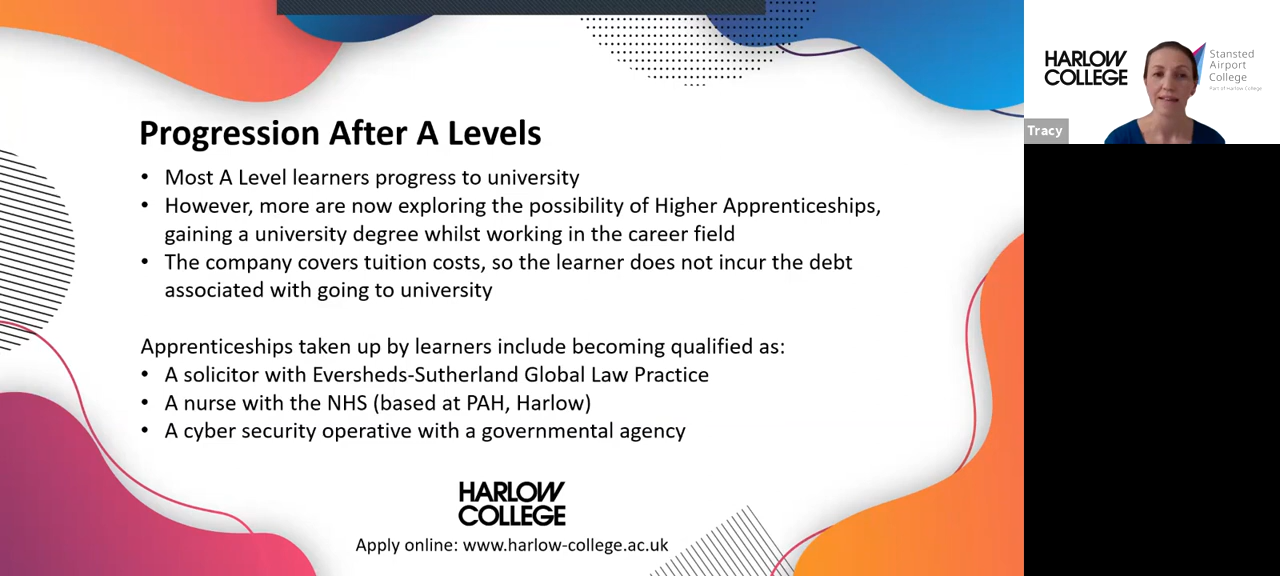 Progression After A Levels
• Most A Level learners progress to university
• However, more are now exploring the possibility of Higher Apprenticeships,
gaining a university degree whilst working in the career field
• The company covers tuition costs, so the learner does not incur the debt
associated with going to university
Apprenticeships taken up by learners include becoming qualified as:
• A solicitor with Eversheds-Sutherland Global Law Practice
• A nurse with the NHS (based at PAH, Harlow)
• A cyber security operative with a governmental agency
HARLOW
COLLEGE
Apply online: www.harlow-college.ac.uk
HARLOW
COLLEGE
Stansted
Airport
College
Part of Harlow College
Tracy